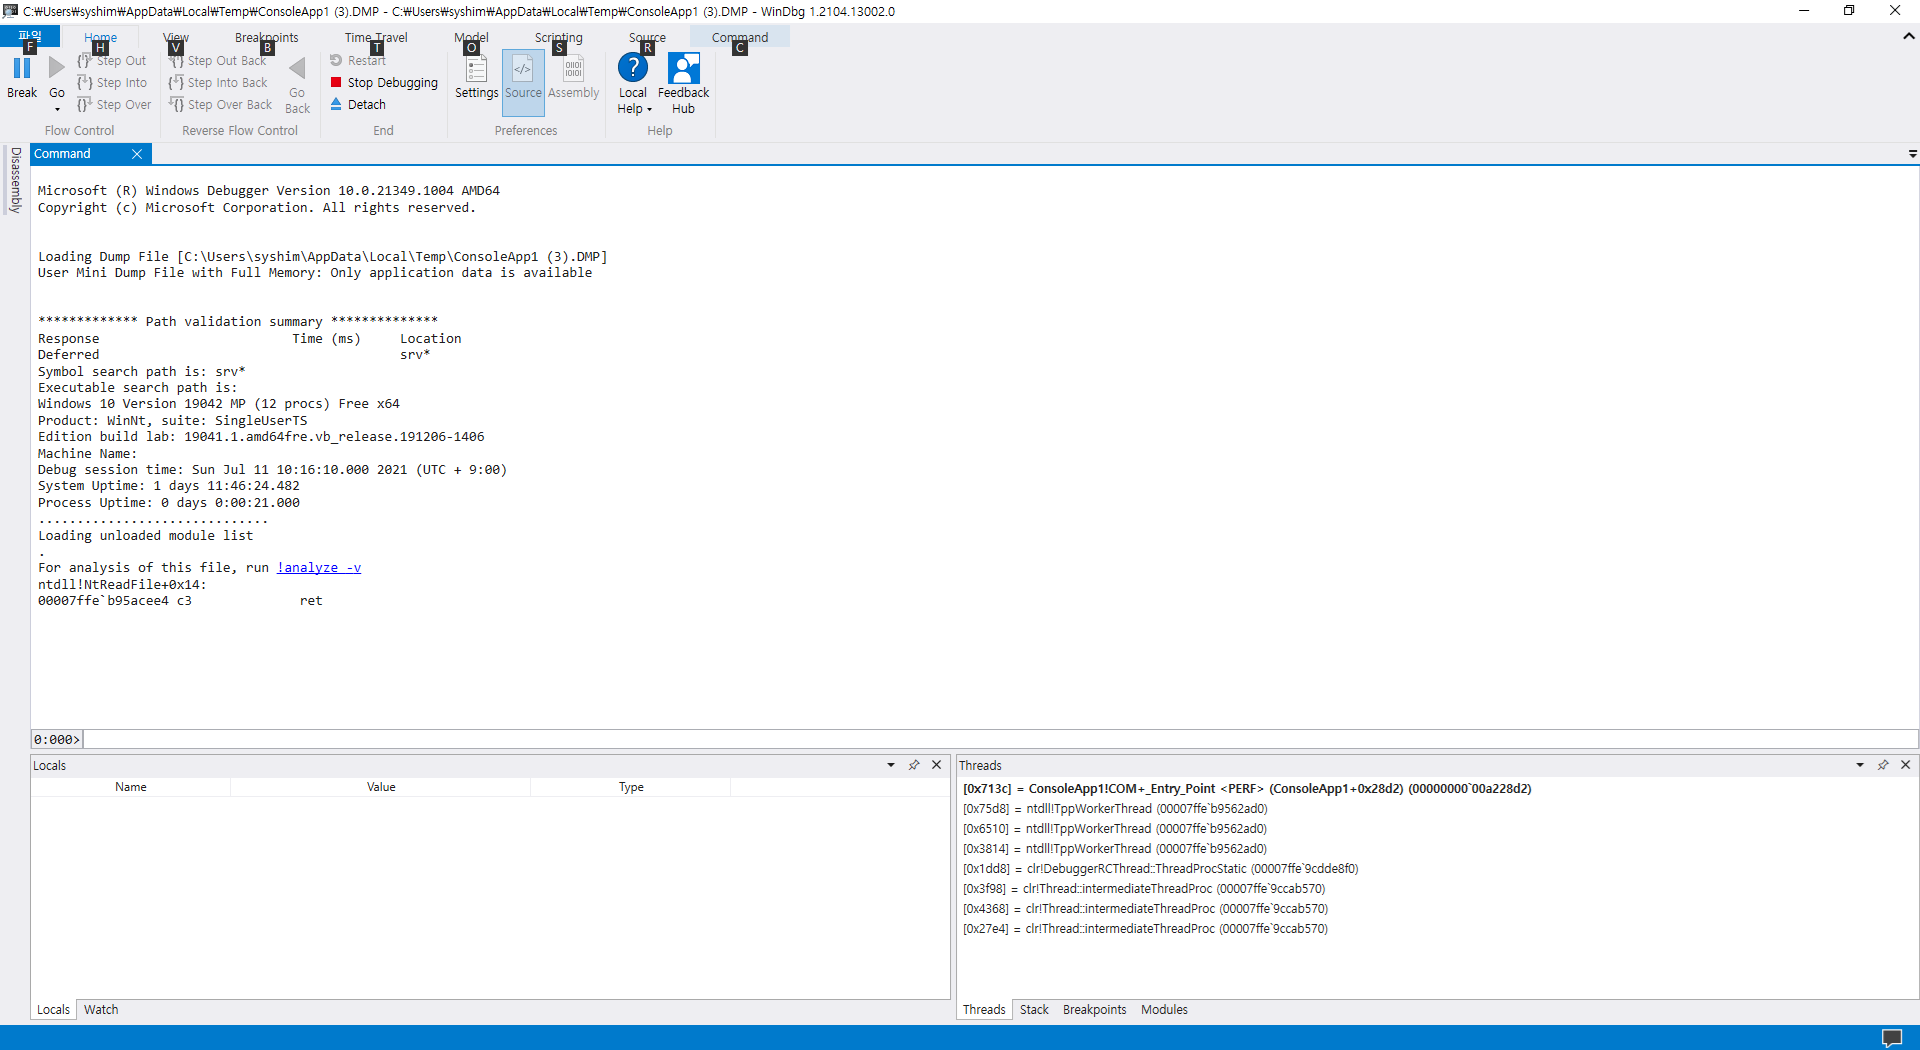 C:₩Users₩syshim₩AppData₩Local₩Temp₩ConsoleApp1 (3).DMP - C:₩Users₩syshim₩AppData₩Local₩Temp₩ConsoleApp1 (3).DMP - WinDbg 1.2104.13002.0
파일 Home View Breakpoints Time Travel Model Scripting Source Command
F H V B T O S R C
Break
Go
Step Out
Step Into
Step Over
Flow Control
Step Out Back
Step Into Back
Step Over Back
Go Back
Reverse Flow Control
Restart
Stop Debugging
Detach
End
Settings
Source
Assembly
Preferences
Local Help
Feedback Hub
Help
Disassembly
Command
Microsoft (R) Windows Debugger Version 10.0.21349.1004 AMD64
Copyright (c) Microsoft Corporation. All rights reserved.
Loading Dump File [C:\Users\syshim\AppData\Local\Temp\ConsoleApp1 (3).DMP]
User Mini Dump File with Full Memory: Only application data is available
************* Path validation summary **************
Response Time (ms) Location
Deferred srv*
Symbol search path is: srv*
Executable search path is:
Windows 10 Version 19042 MP (12 procs) Free x64
Product: WinNt, suite: SingleUserTS
Edition build lab: 19041.1.amd64fre.vb_release.191206-1406
Machine Name:
Debug session time: Sun Jul 11 10:16:10.000 2021 (UTC + 9:00)
System Uptime: 1 days 11:46:24.482
Process Uptime: 0 days 0:00:21.000
..............................
Loading unloaded module list
.
For analysis of this file, run !analyze -v
ntdll!NtReadFile+0x14:
00007ffe`b95acee4 c3 ret
0:000>
Locals
Name Value Type
Locals Watch
Threads
[0x713c] = ConsoleApp1!COM+_Entry_Point <PERF> (ConsoleApp1+0x28d2) (00000000`00a228d2)
[0x75d8] = ntdll!TppWorkerThread (00007ffe`b9562ad0)
[0x6510] = ntdll!TppWorkerThread (00007ffe`b9562ad0)
[0x3814] = ntdll!TppWorkerThread (00007ffe`b9562ad0)
[0x1dd8] = clr!DebuggerRCThread::ThreadProcStatic (00007ffe`9cdde8f0)
[0x3f98] = clr!Thread::intermediateThreadProc (00007ffe`9ccab570)
[0x4368] = clr!Thread::intermediateThreadProc (00007ffe`9ccab570)
[0x27e4] = clr!Thread::intermediateThreadProc (00007ffe`9ccab570)
Threads Stack Breakpoints Modules